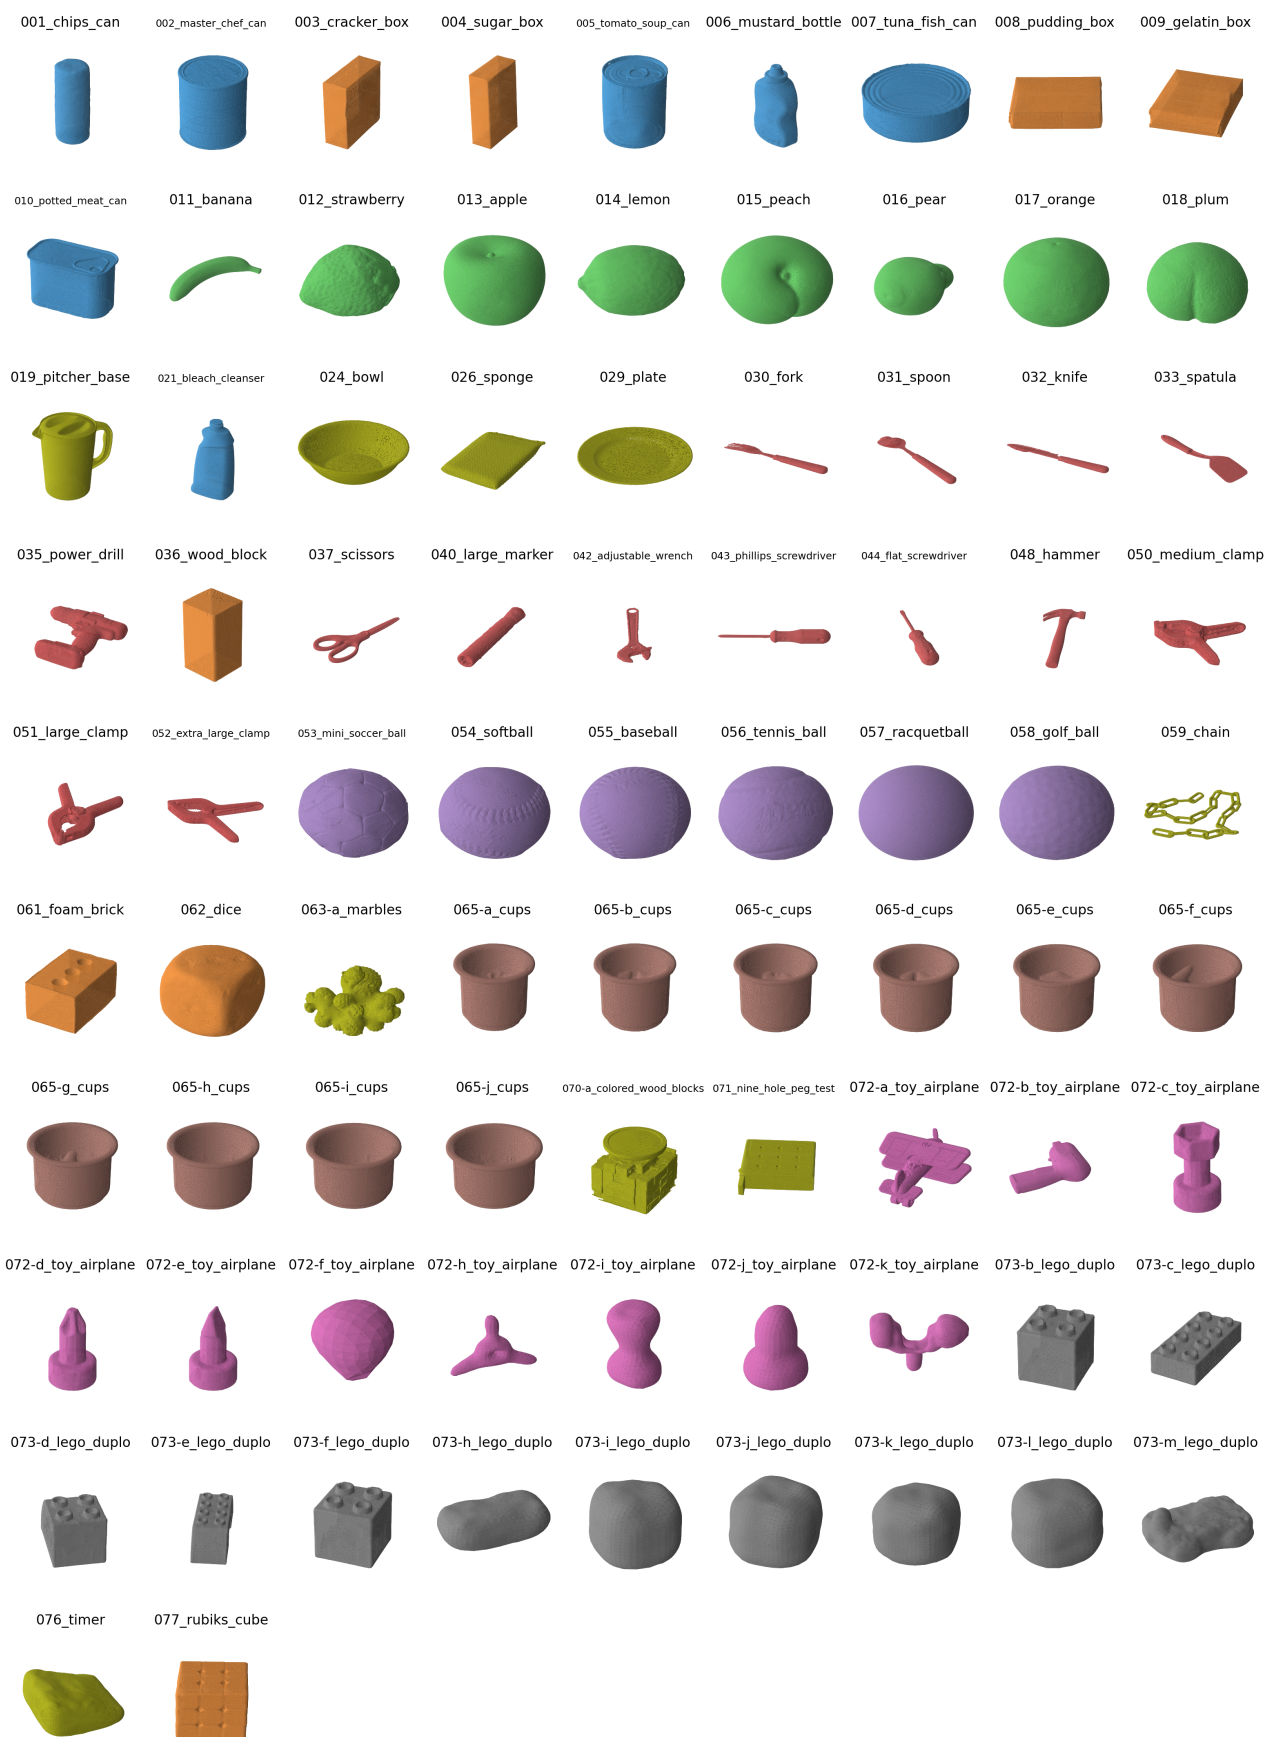 001_chips_can 002_master_chef_can 003_cracker_box 004_sugar_box 005_tomato_soup_can 006_mustard_bottle 007_tuna_fish_can 008_pudding_box 009_gelatin_box
010_potted_meat_can 011_banana 012_strawberry 013_apple 014_lemon 015_peach 016_pear 017_orange 018_plum
019_pitcher_base 021_bleach_cleanser 024_bowl 026_sponge 029_plate 030_fork 031_spoon 032_knife 033_spatula
035_power_drill 036_wood_block 037_scissors 040_large_marker 042_adjustable_wrench 043_phillips_screwdriver 044_flat_screwdriver 048_hammer 050_medium_clamp
051_large_clamp 052_extra_large_clamp 053_mini_soccer_ball 054_softball 055_baseball 056_tennis_ball 057_racquetball 058_golf_ball 059_chain
061_foam_brick 062_dice 063-a_marbles 065-a_cups 065-b_cups 065-c_cups 065-d_cups 065-e_cups 065-f_cups
065-g_cups 065-h_cups 065-i_cups 065-j_cups 070-a_colored_wood_blocks 071_nine_hole_peg_test 072-a_toy_airplane 072-b_toy_airplane 072-c_toy_airplane
072-d_toy_airplane 072-e_toy_airplane 072-f_toy_airplane 072-h_toy_airplane 072-i_toy_airplane 072-j_toy_airplane 072-k_toy_airplane 073-b_lego_duplo 073-c_lego_duplo
073-d_lego_duplo 073-e_lego_duplo 073-f_lego_duplo 073-h_lego_duplo 073-i_lego_duplo 073-j_lego_duplo 073-k_lego_duplo 073-l_lego_duplo 073-m_lego_duplo
076_timer 077_rubiks_cube